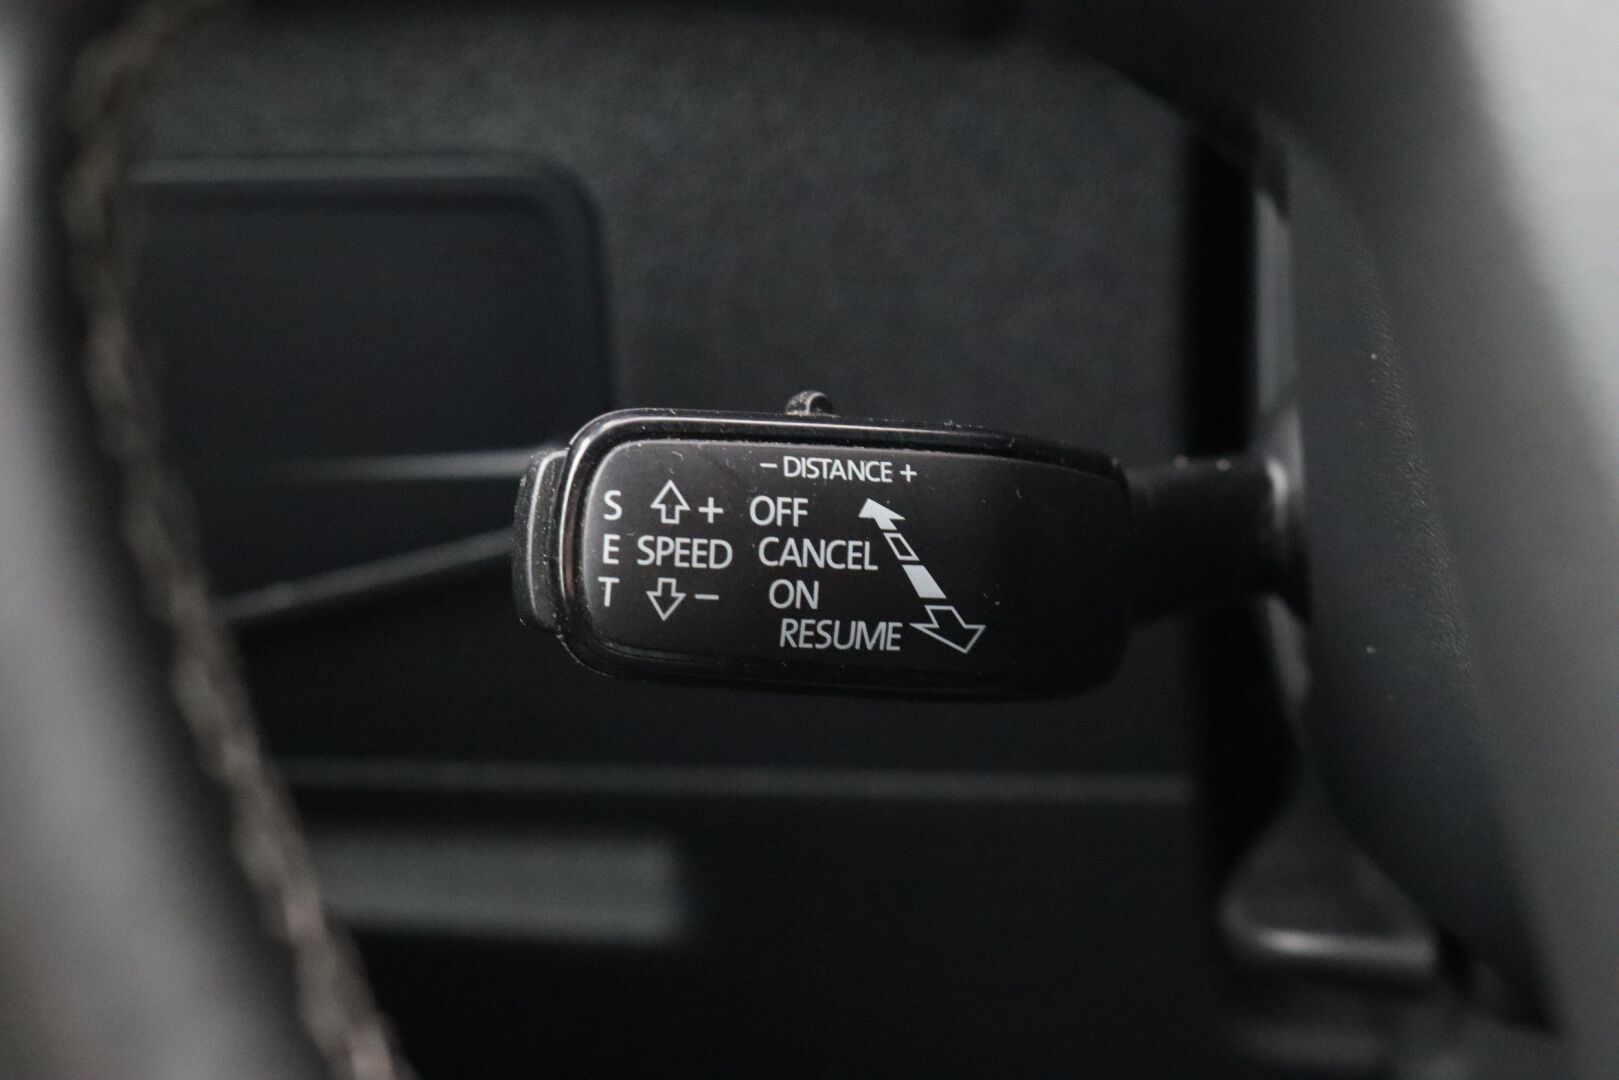 – DISTANCE +
S + OFF
E SPEED CANCEL
T – ON
RESUME